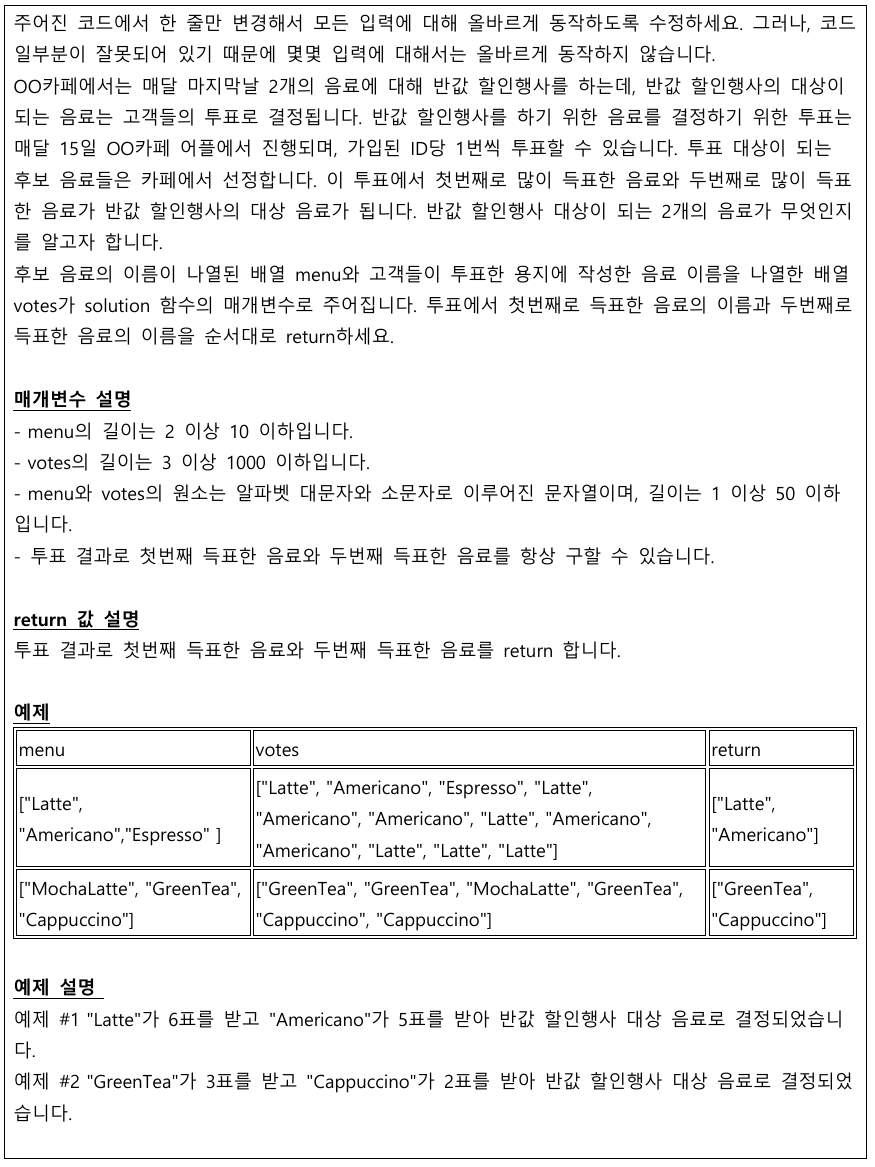 주어진 코드에서 한 줄만 변경해서 모든 입력에 대해 올바르게 동작하도록 수정하세요. 그러나, 코드
일부분이 잘못되어 있기 때문에 몇몇 입력에 대해서는 올바르게 동작하지 않습니다.
OO카페에서는 매달 마지막날 2개의 음료에 대해 반값 할인행사를 하는데, 반값 할인행사의 대상이
되는 음료는 고객들의 투표로 결정됩니다. 반값 할인행사를 하기 위한 음료를 결정하기 위한 투표는
매달 15일 OO카페 어플에서 진행되며, 가입된 ID당 1번씩 투표할 수 있습니다. 투표 대상이 되는
후보 음료들은 카페에서 선정합니다. 이 투표에서 첫번째로 많이 득표한 음료와 두번째로 많이 득표
한 음료가 반값 할인행사의 대상 음료가 됩니다. 반값 할인행사 대상이 되는 2개의 음료가 무엇인지
를 알고자 합니다.
후보 음료의 이름이 나열된 배열 menu와 고객들이 투표한 용지에 작성한 음료 이름을 나열한 배열
votes가 solution 함수의 매개변수로 주어집니다. 투표에서 첫번째로 득표한 음료의 이름과 두번째로
득표한 음료의 이름을 순서대로 return하세요.
매개변수 설명
- menu의 길이는 2 이상 10 이하입니다.
- votes의 길이는 3 이상 1000 이하입니다.
- menu와 votes의 원소는 알파벳 대문자와 소문자로 이루어진 문자열이며, 길이는 1 이상 50 이하
입니다.
- 투표 결과로 첫번째 득표한 음료와 두번째 득표한 음료를 항상 구할 수 있습니다.
return 값 설명
투표 결과로 첫번째 득표한 음료와 두번째 득표한 음료를 return 합니다.
예제
menu votes return
["Latte",
"Americano","Espresso" ]
["Latte", "Americano", "Espresso", "Latte",
"Americano", "Americano", "Latte", "Americano",
"Americano", "Latte", "Latte", "Latte"]
["Latte",
"Americano"]
["MochaLatte", "GreenTea",
"Cappuccino"]
["GreenTea", "GreenTea", "MochaLatte", "GreenTea",
"Cappuccino", "Cappuccino"]
["GreenTea",
"Cappuccino"]
예제 설명
예제 #1 "Latte"가 6표를 받고 "Americano"가 5표를 받아 반값 할인행사 대상 음료로 결정되었습니
다.
예제 #2 "GreenTea"가 3표를 받고 "Cappuccino"가 2표를 받아 반값 할인행사 대상 음료로 결정되었
습니다.